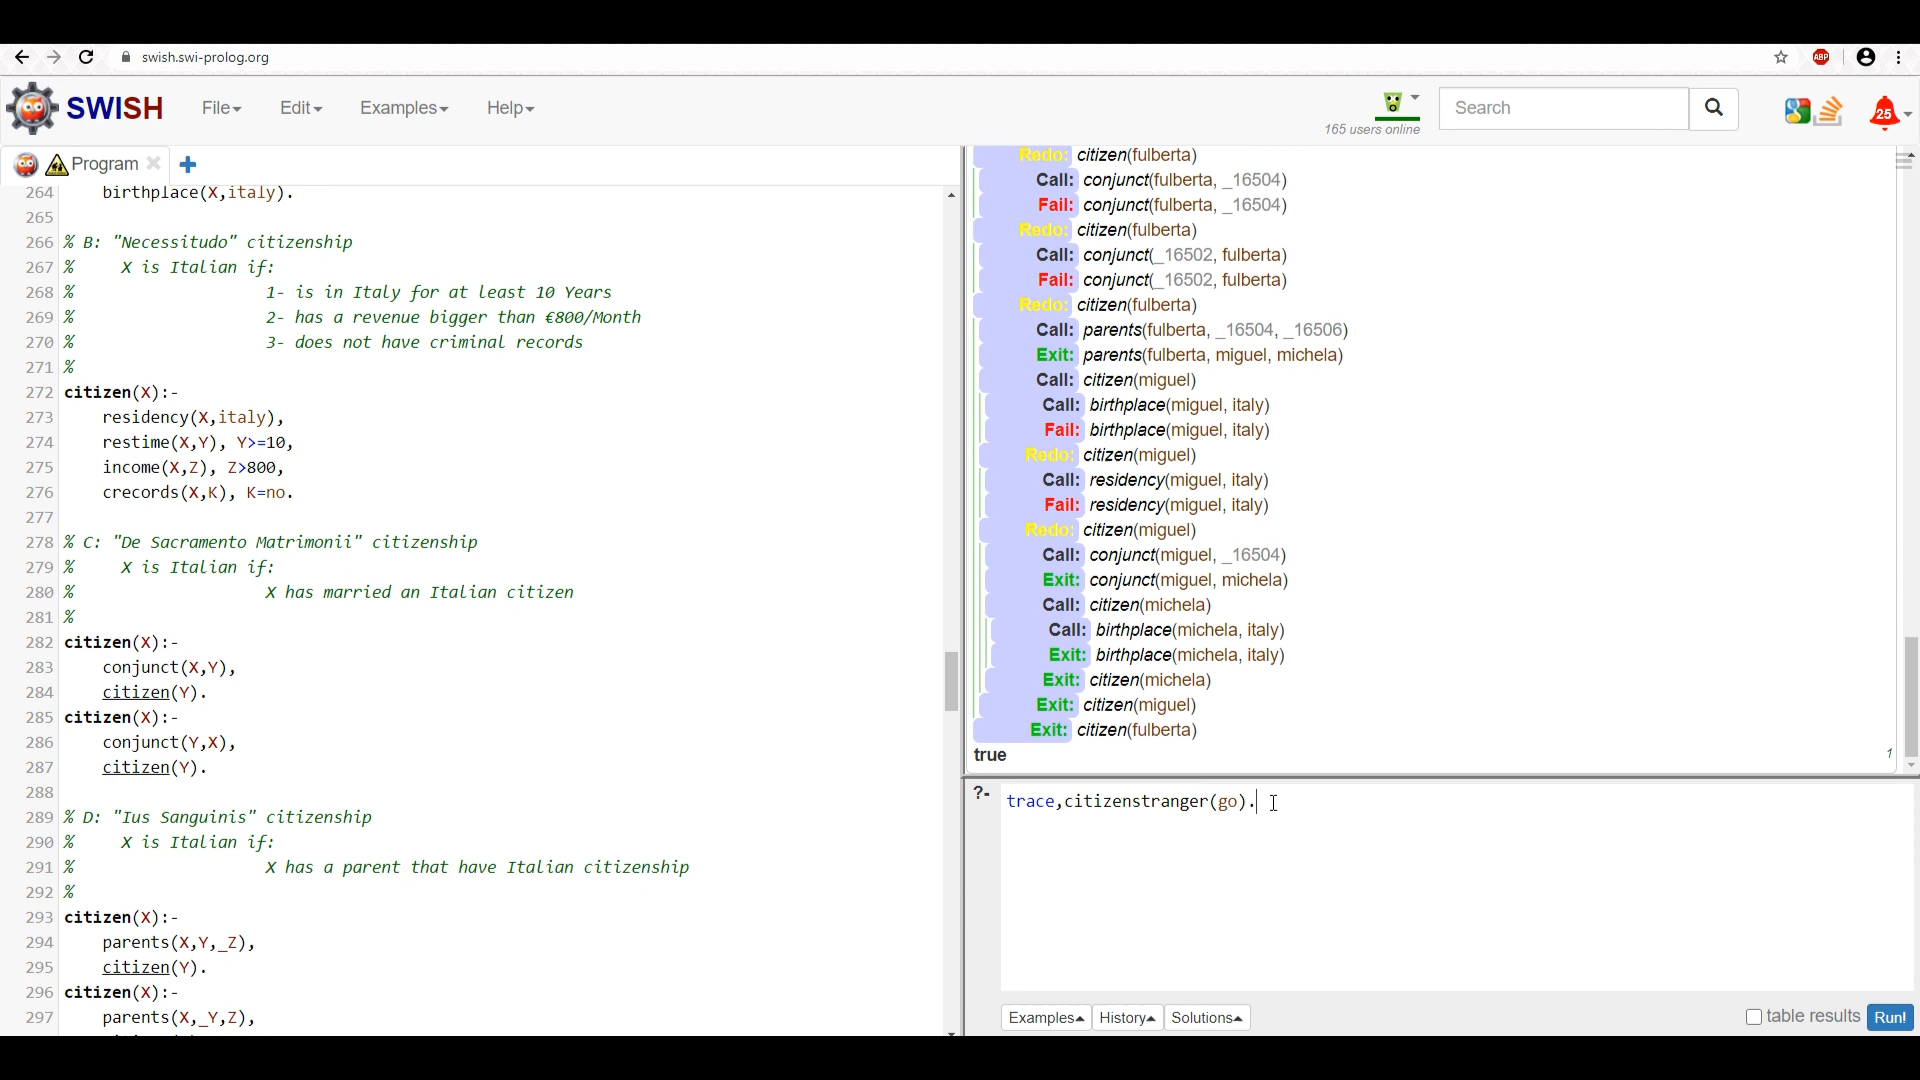 swish.swi-prolog.org
ABP
SWISH File Edit Examples Help
165 users online
Search
25
Program
264 birthplace(X,italy).
265
266 % B: "Necessitudo" citizenship
267 % X is Italian if:
268 % 1- is in Italy for at least 10 Years
269 % 2- has a revenue bigger than €800/Month
270 % 3- does not have criminal records
271 %
272 citizen(X):-
273 residency(X,italy),
274 restime(X,Y), Y>=10,
275 income(X,Z), Z>800,
276 crecords(X,K), K=no.
277
278 % C: "De Sacramento Matrimonii" citizenship
279 % X is Italian if:
280 % X has married an Italian citizen
281 %
282 citizen(X):-
283 conjunct(X,Y),
284 citizen(Y).
285 citizen(X):-
286 conjunct(Y,X),
287 citizen(Y).
288
289 % D: "Ius Sanguinis" citizenship
290 % X is Italian if:
291 % X has a parent that have Italian citizenship
292 %
293 citizen(X):-
294 parents(X,Y,_Z),
295 citizen(Y).
296 citizen(X):-
297 parents(X,_Y,Z),
Redo: citizen(fulberta)
Call: conjunct(fulberta, _16504)
Fail: conjunct(fulberta, _16504)
Redo: citizen(fulberta)
Call: conjunct(_16502, fulberta)
Fail: conjunct(_16502, fulberta)
Redo: citizen(fulberta)
Call: parents(fulberta, _16504, _16506)
Exit: parents(fulberta, miguel, michela)
Call: citizen(miguel)
Call: birthplace(miguel, italy)
Fail: birthplace(miguel, italy)
Redo: citizen(miguel)
Call: residency(miguel, italy)
Fail: residency(miguel, italy)
Redo: citizen(miguel)
Call: conjunct(miguel, _16504)
Exit: conjunct(miguel, michela)
Call: citizen(michela)
Call: birthplace(michela, italy)
Exit: birthplace(michela, italy)
Exit: citizen(michela)
Exit: citizen(miguel)
Exit: citizen(fulberta)
true 1
?- trace,citizenstranger(go).
Examples History Solutions table results Run!